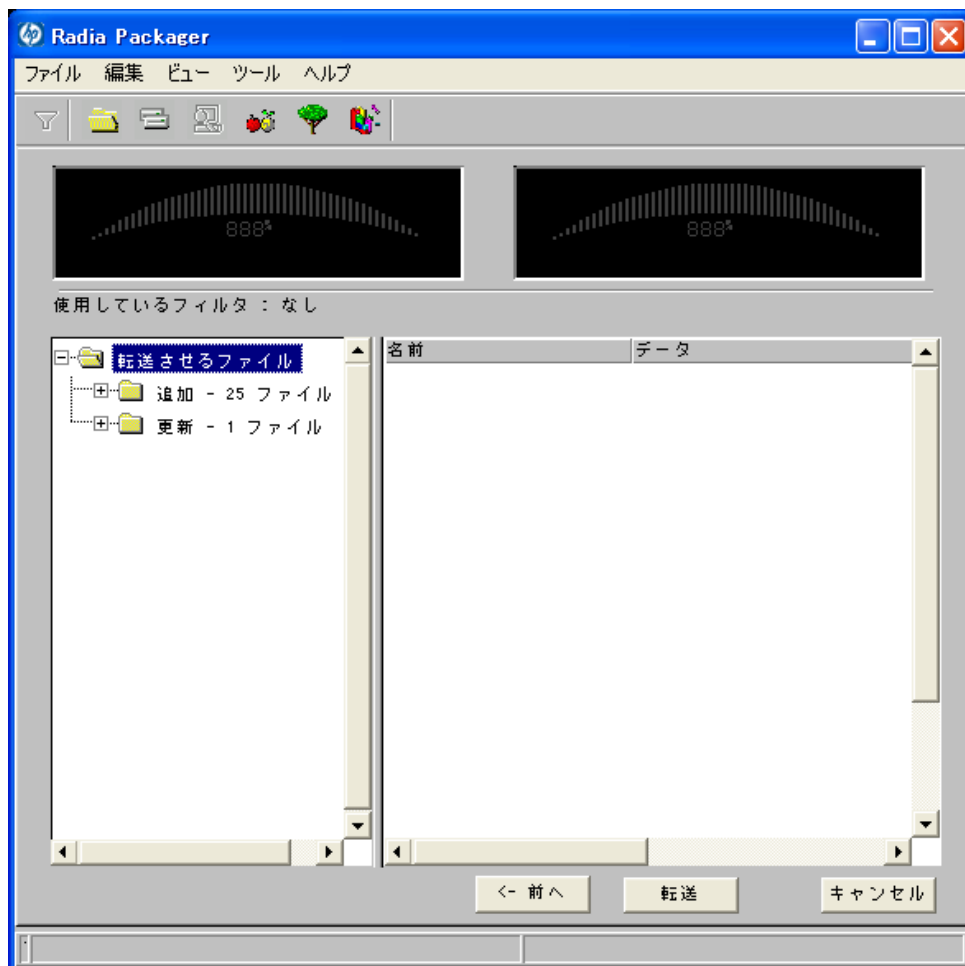 Radia Packager
ファイル 編集 ビュー ツール ヘルプ
888% 888%
使用しているフィルタ : なし
転送させるファイル
追加 - 25 ファイル
更新 - 1 ファイル
名前 データ
<- 前へ 転送 キャンセル